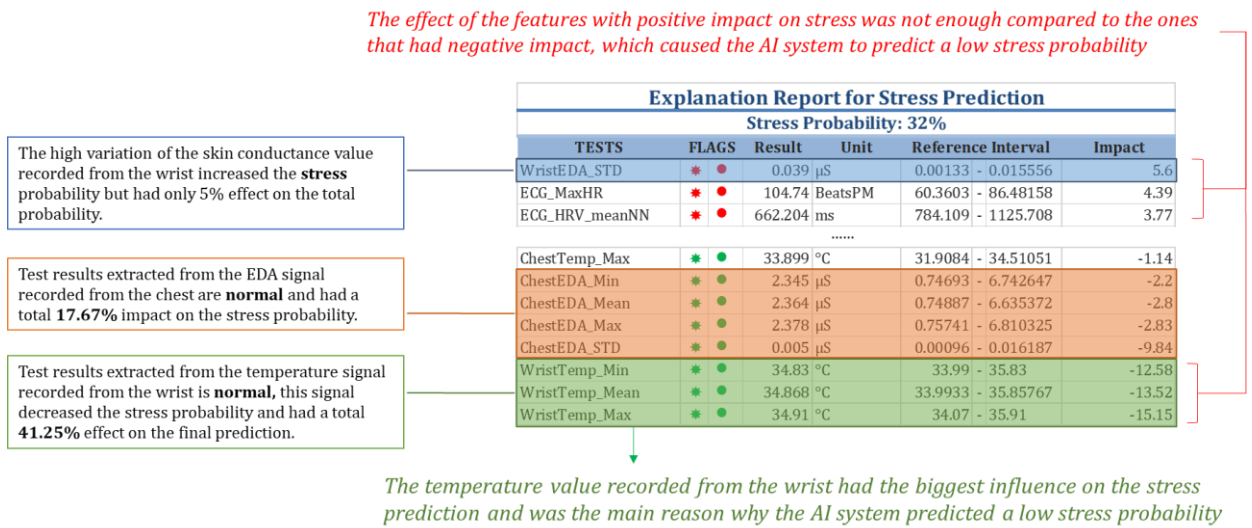 The effect of the features with positive impact on stress was not enough compared to the ones
that had negative impact, which caused the AI system to predict a low stress probability
Explanation Report for Stress Prediction
Stress Probability: 32%
TESTS FLAGS Result Unit Reference Interval Impact
WristEDA_STD 0.039 µS 0.00133 - 0.015556 5.6
ECG_MaxHR 104.74 BeatsPM 60.3603 - 86.48158 4.39
ECG_HRV_meanNN 662.204 ms 784.109 - 1125.708 3.77
......
ChestTemp_Max 33.899 °C 31.9084 - 34.51051 -1.14
ChestEDA_Min 2.345 µS 0.74693 - 6.742647 -2.2
ChestEDA_Mean 2.364 µS 0.74887 - 6.635372 -2.8
ChestEDA_Max 2.378 µS 0.75741 - 6.810325 -2.83
ChestEDA_STD 0.005 µS 0.00096 - 0.016187 -9.84
WristTemp_Min 34.83 °C 33.99 - 35.83 -12.58
WristTemp_Mean 34.868 °C 33.9933 - 35.85767 -13.52
WristTemp_Max 34.91 °C 34.07 - 35.91 -15.15
The high variation of the skin conductance value
recorded from the wrist increased the stress
probability but had only 5% effect on the total
probability.
Test results extracted from the EDA signal
recorded from the chest are normal and had a
total 17.67% impact on the stress probability.
Test results extracted from the temperature signal
recorded from the wrist is normal, this signal
decreased the stress probability and had a total
41.25% effect on the final prediction.
The temperature value recorded from the wrist had the biggest influence on the stress
prediction and was the main reason why the AI system predicted a low stress probability